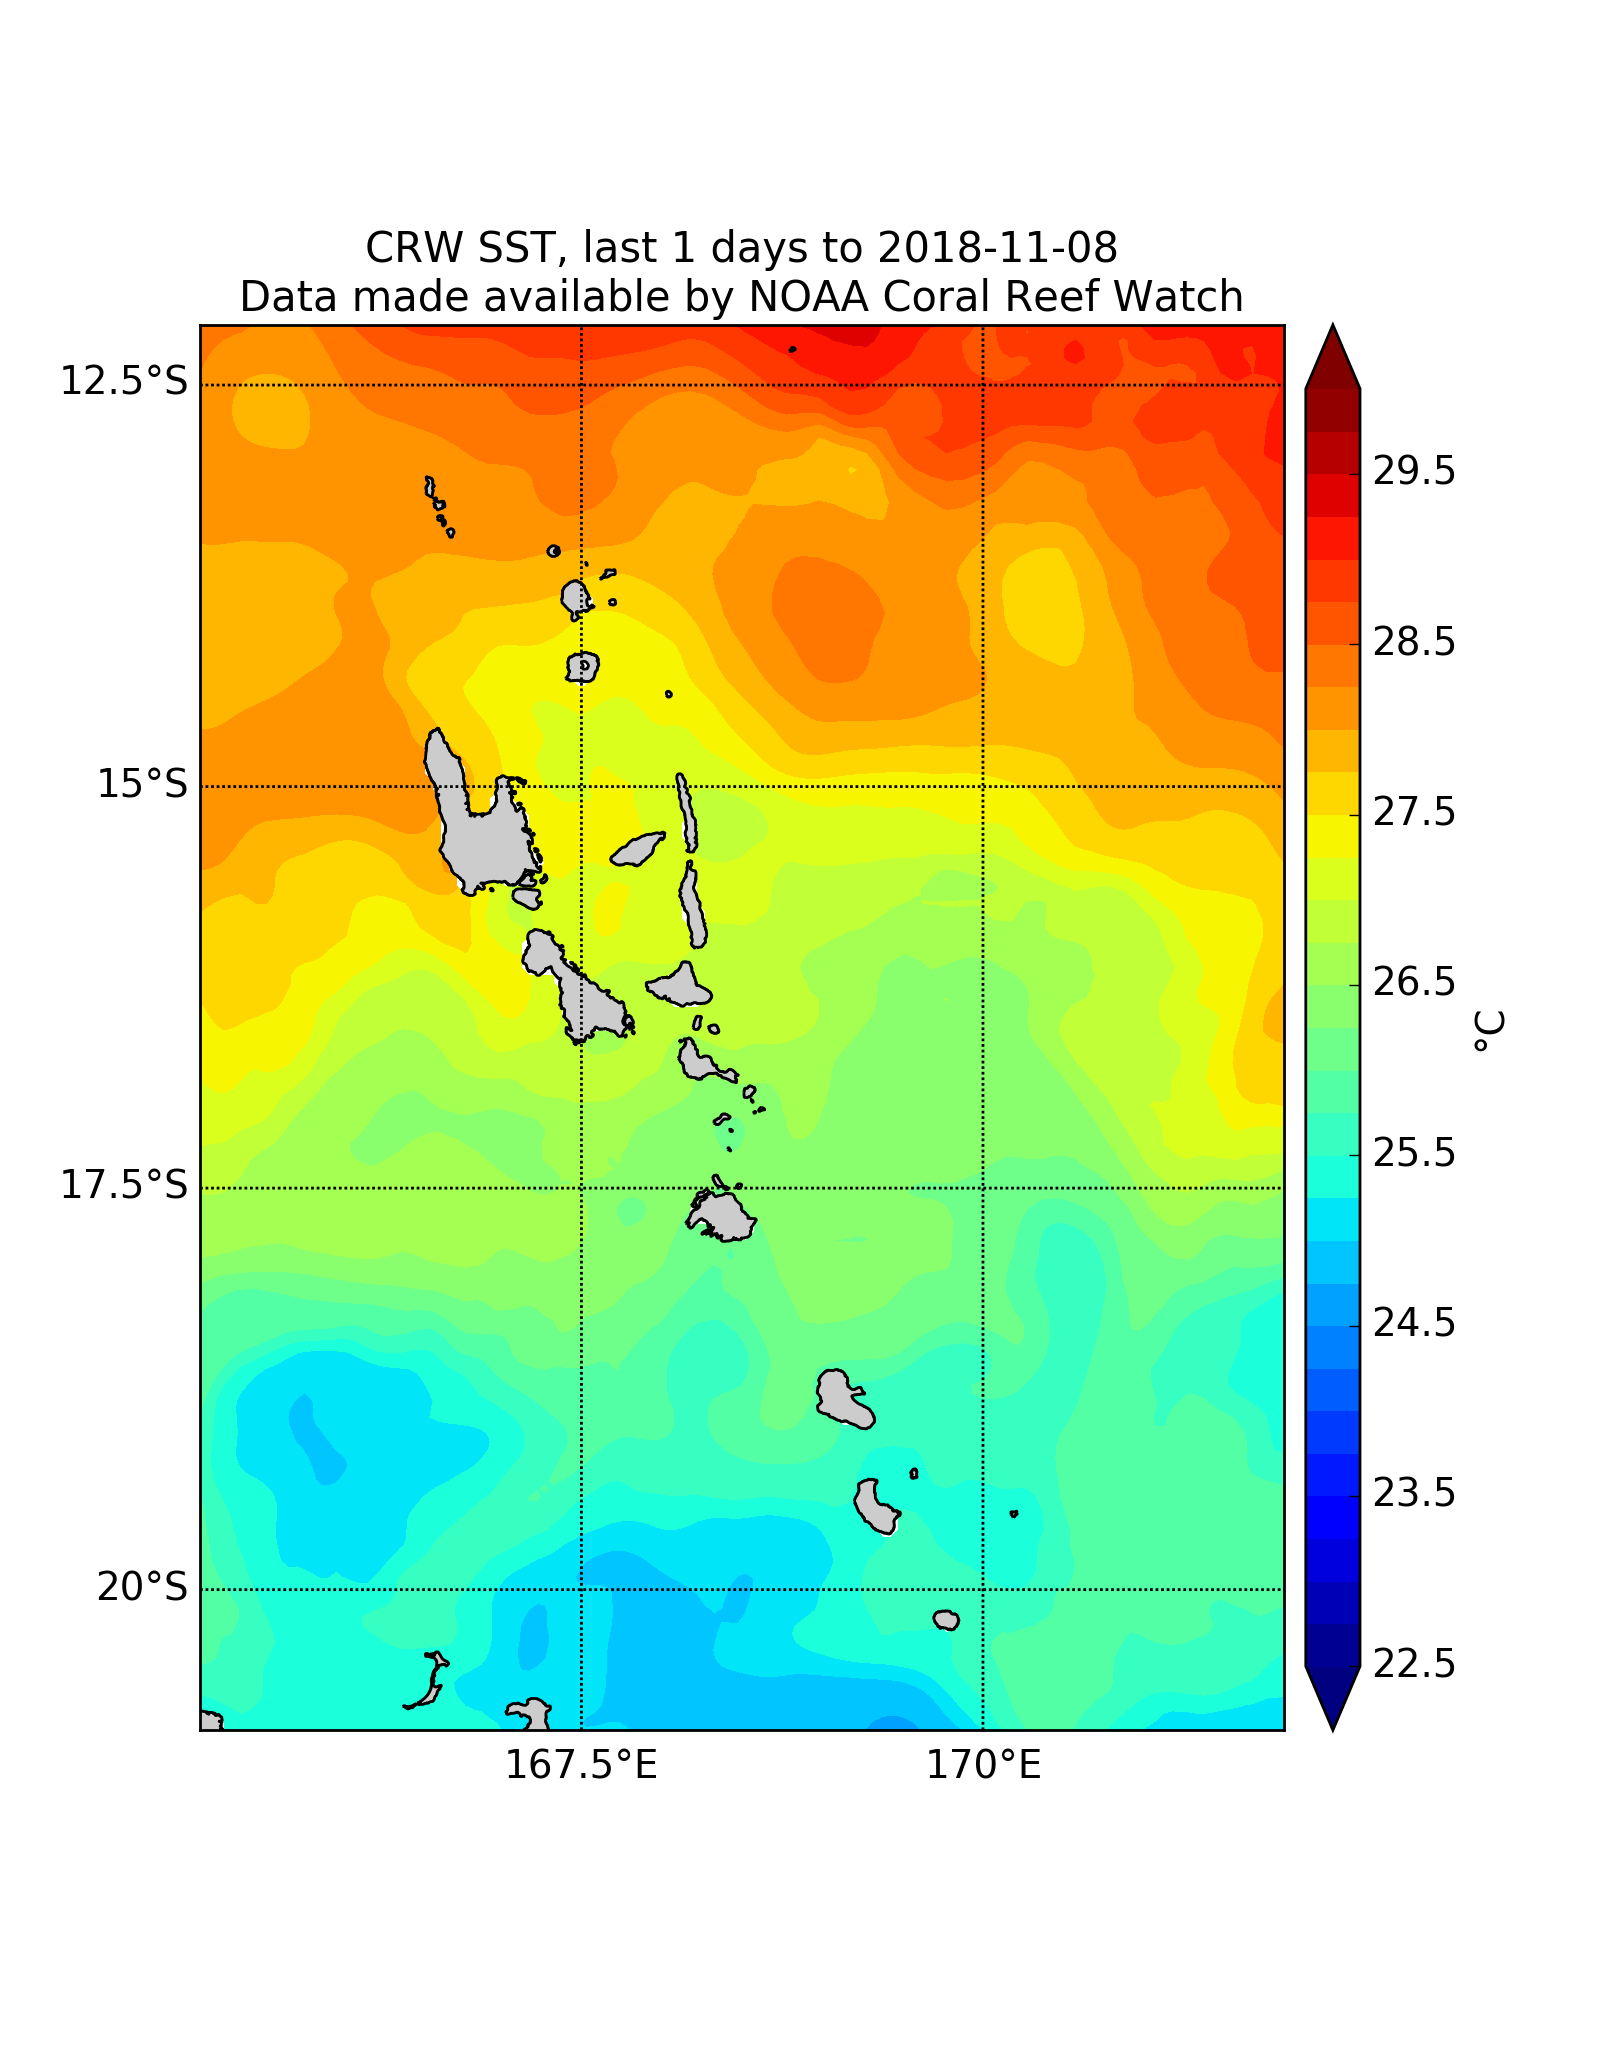 CRW SST, last 1 days to 2018-11-08
Data made available by NOAA Coral Reef Watch
12.5°S
15°S
17.5°S
20°S
167.5°E
170°E
29.5
28.5
27.5
26.5
25.5
24.5
23.5
22.5
°C